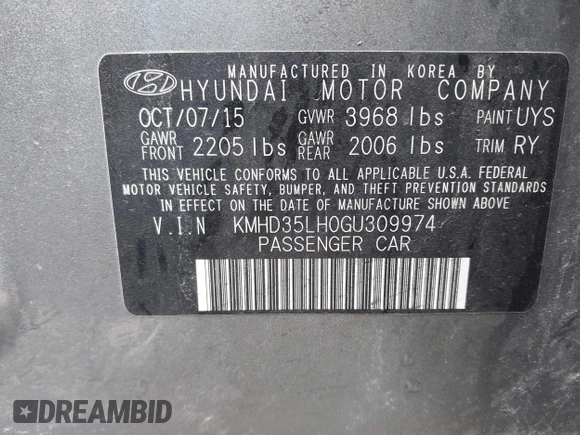 MANUFACTURED IN KOREA BY
HYUNDAI MOTOR COMPANY
OCT/07/15 GVWR 3968 lbs PAINT UYS
GAWR FRONT 2205 lbs GAWR REAR 2006 lbs TRIM RY
THIS VEHICLE CONFORMS TO ALL APPLICABLE U.S.A. FEDERAL
MOTOR VEHICLE SAFETY, BUMPER, AND THEFT PREVENTION STANDARDS
IN EFFECT ON THE DATE OF MANUFACTURE SHOWN ABOVE
V.I.N KMHD35LH0GU309974
PASSENGER CAR
DREAMBID